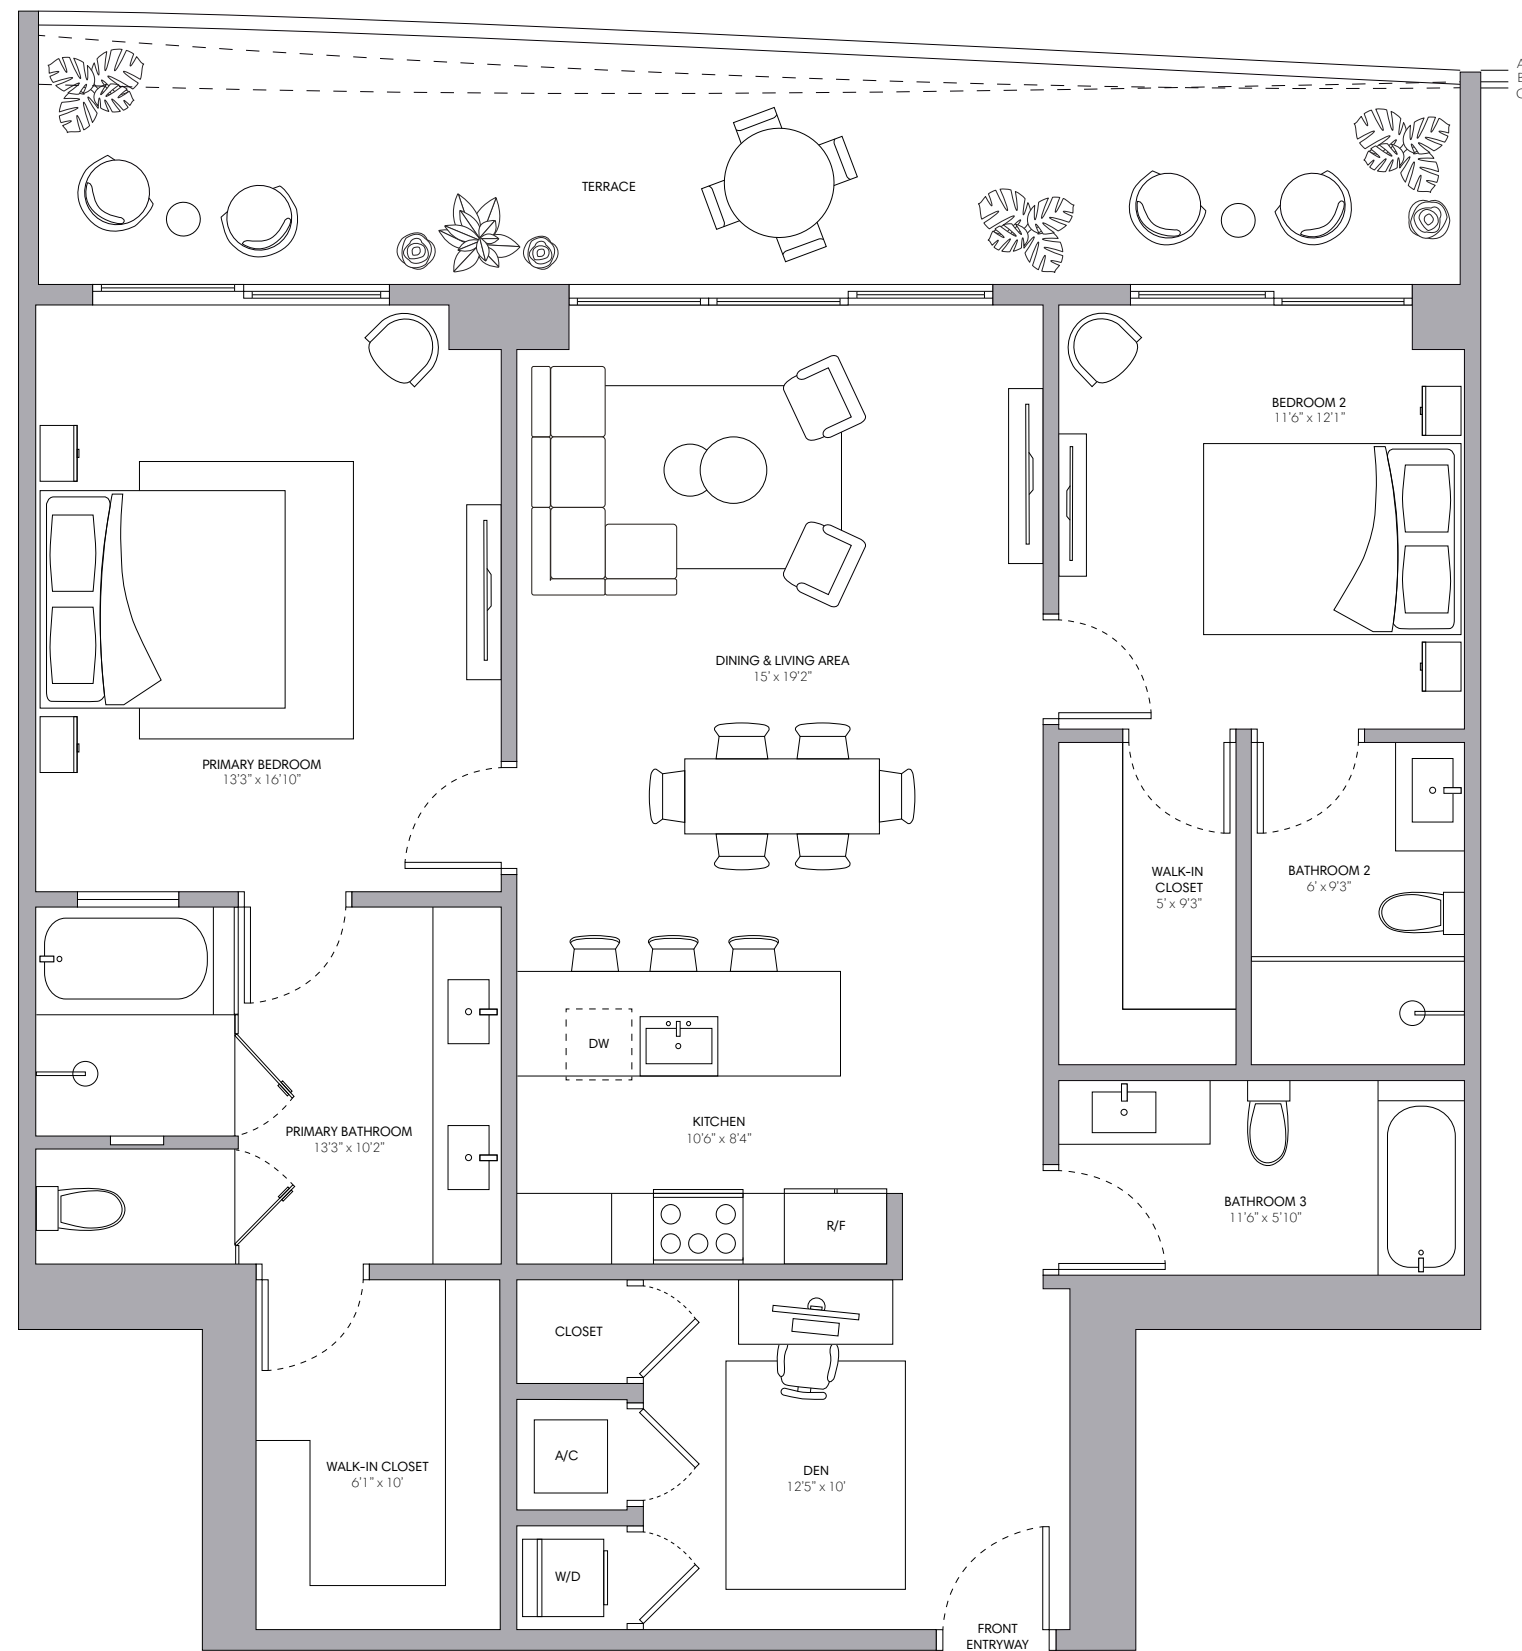 A
TERRACE
BEDROOM 2
11'6" x 12'1"
DINING & LIVING AREA
15' x 19'2"
PRIMARY BEDROOM
13'3" x 16'10"
WALK-IN
CLOSET
5' x 9'3"
BATHROOM 2
6' x 9'3"
DW
KITCHEN
10'6" x 8'4"
PRIMARY BATHROOM
13'3" x 10'2"
BATHROOM 3
11'6" x 5'10"
R/F
CLOSET
A/C
WALK-IN CLOSET
6'1" x 10'
DEN
12'5" x 10'
W/D
FRONT
ENTRYWAY